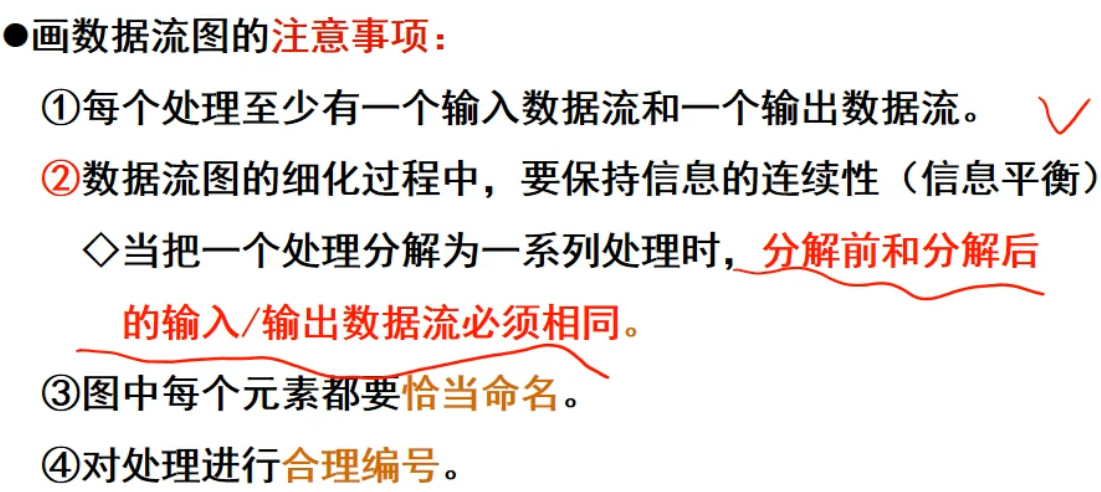 ●画数据流图的注意事项：
①每个处理至少有一个输入数据流和一个输出数据流。
②数据流图的细化过程中，要保持信息的连续性（信息平衡）
◇当把一个处理分解为一系列处理时，分解前和分解后
的输入/输出数据流必须相同。
③图中每个元素都要恰当命名。
④对处理进行合理编号。